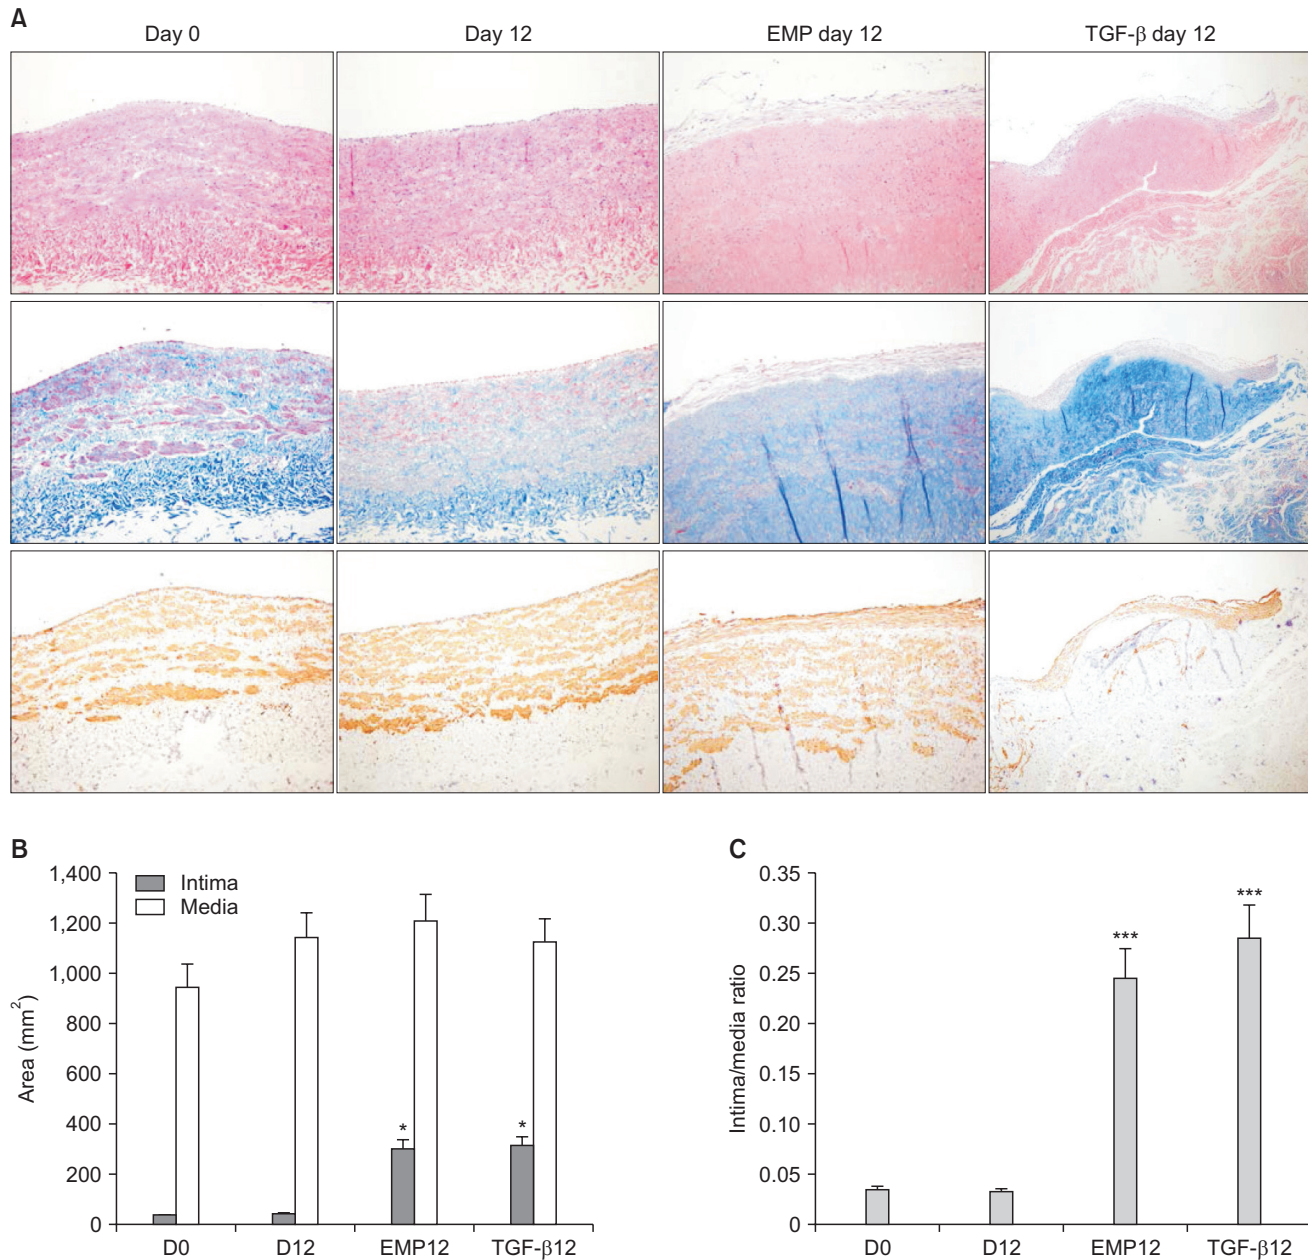 A
Day 0
Day 12
EMP day 12
TGF-β day 12
B
1,400
1,200
1,000
800
600
400
200
0
Area (mm²)
Intima
Media
*
*
D0
D12
EMP12
TGF-β12
C
0.35
0.30
0.25
0.20
0.15
0.10
0.05
0
Intima/media ratio
***
***
D0
D12
EMP12
TGF-β12